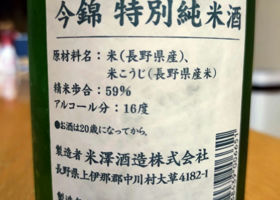 今錦 特別純米酒
原材料名：米(長野県産)、
米こうじ(長野県産米)
精米歩合：59%
アルコール分：16度
●お酒は20歳になってから。
製造者 米澤酒造株式会社
長野県上伊那郡中川村大草4182-1